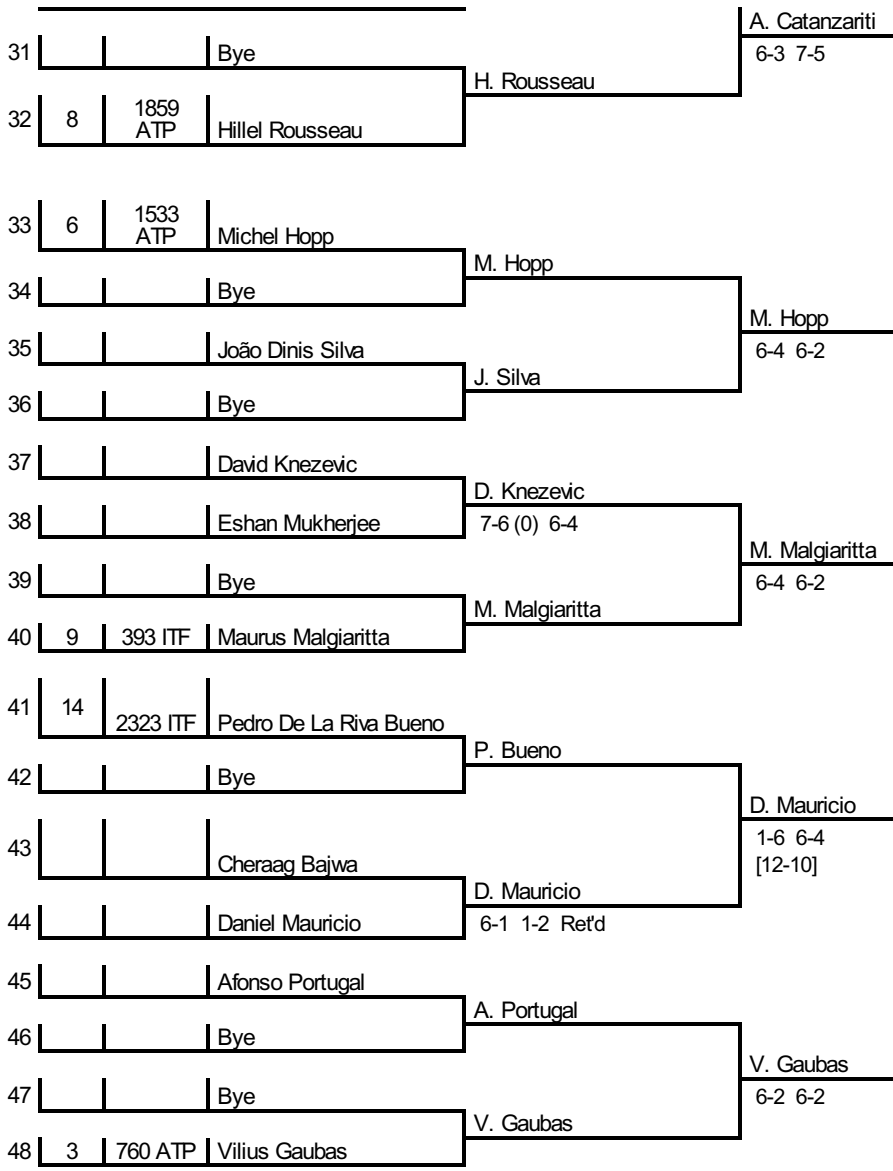 A. Catanzariti
31 Bye 6-3 7-5
H. Rousseau
32 8 1859 ATP Hillel Rousseau
33 6 1533 ATP Michel Hopp
M. Hopp
34 Bye
M. Hopp
35 João Dinis Silva 6-4 6-2
J. Silva
36 Bye
37 David Knezevic
D. Knezevic
38 Eshan Mukherjee 7-6 (0) 6-4
M. Malgiaritta
39 Bye 6-4 6-2
M. Malgiaritta
40 9 393 ITF Maurus Malgiaritta
41 14 2323 ITF Pedro De La Riva Bueno
P. Bueno
42 Bye
D. Mauricio
1-6 6-4
43 Cheraag Bajwa [12-10]
D. Mauricio
44 Daniel Mauricio 6-1 1-2 Ret'd
45 Afonso Portugal
A. Portugal
46 Bye
V. Gaubas
47 Bye 6-2 6-2
V. Gaubas
48 3 760 ATP Vilius Gaubas